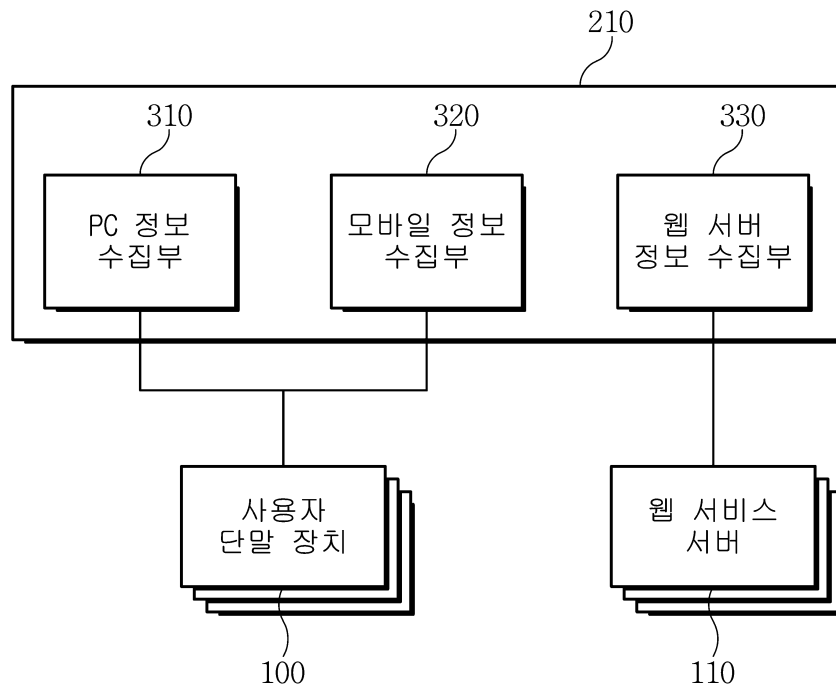 210
310
320
330
PC 정보
수집부
모바일 정보
수집부
웹 서버
정보 수집부
사용자
단말 장치
웹 서비스
서버
100
110